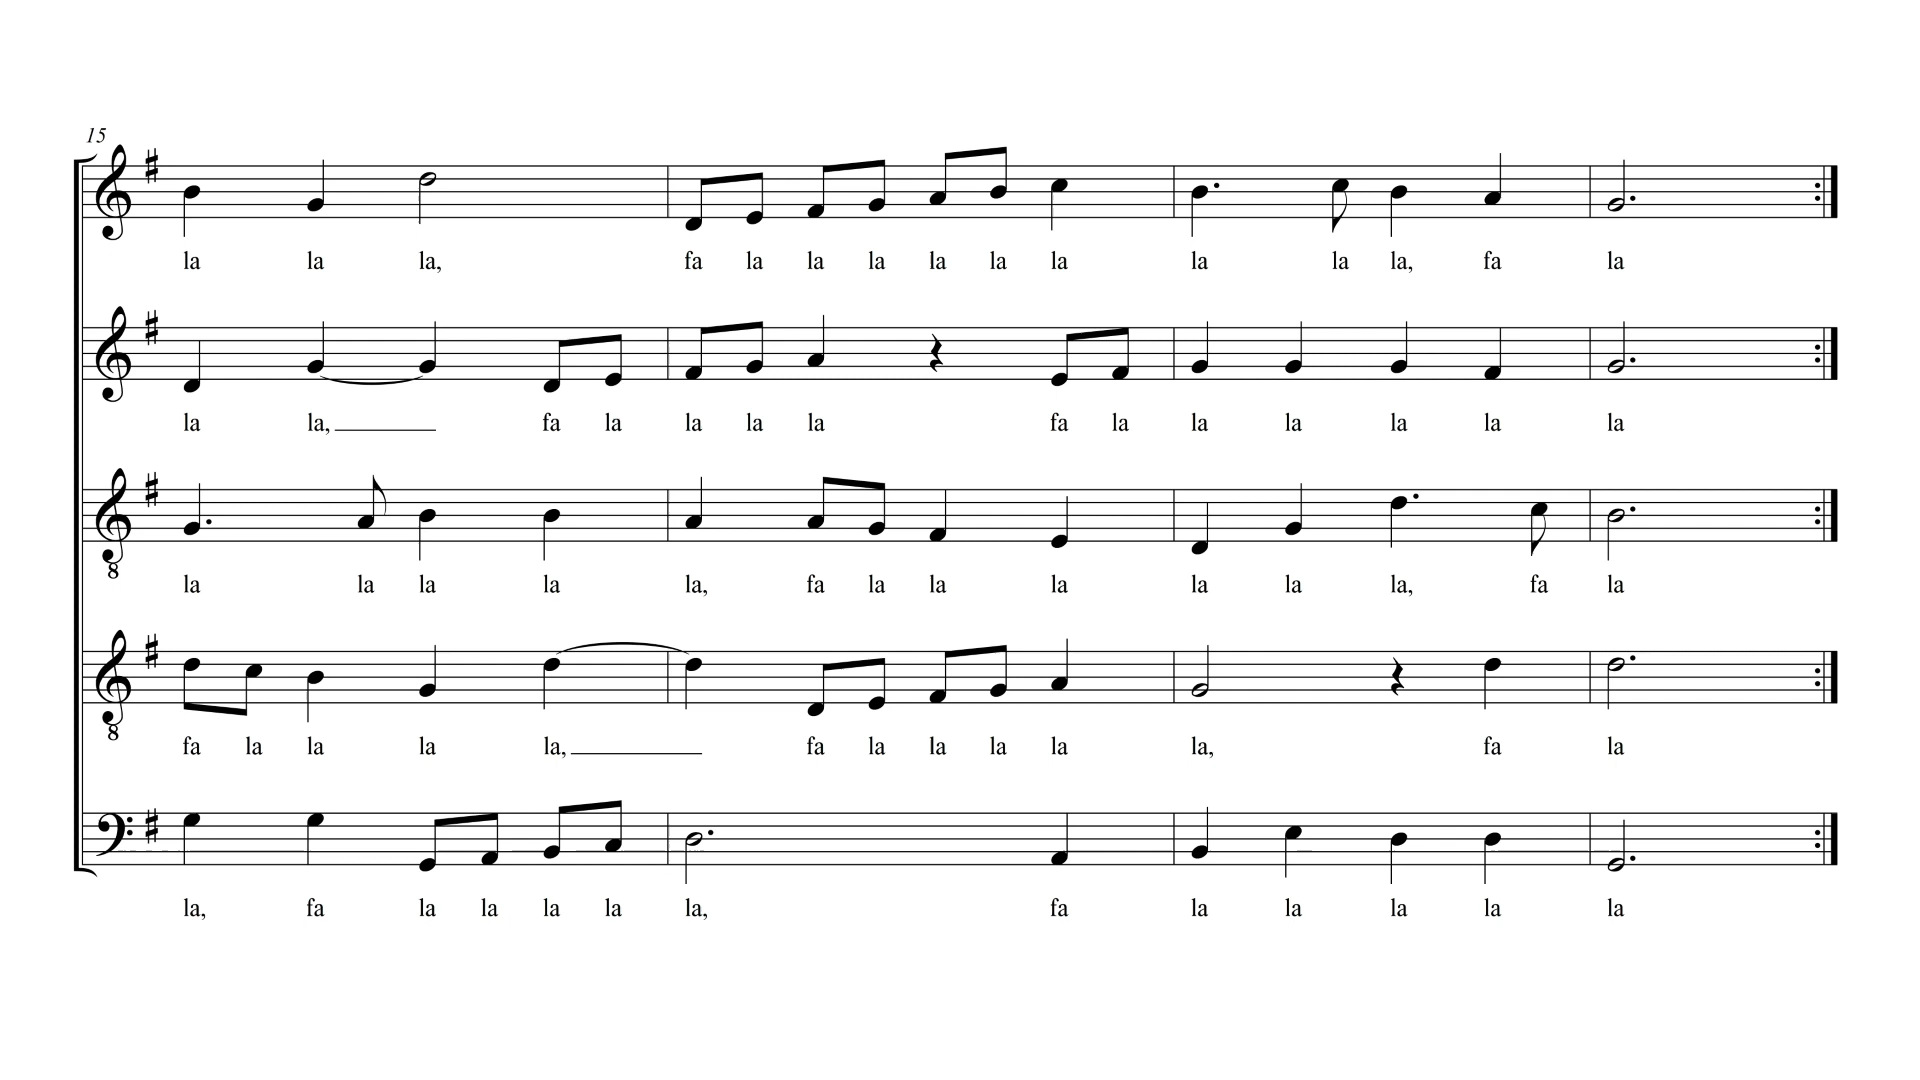 15
la la la, fa la la la la la la la la la, fa la
la la, fa la la la la fa la la la la la la
8
la la la la la, fa la la la la la la, fa la
8
fa la la la la, fa la la la la la, fa la
la, fa la la la la la, fa la la la la la